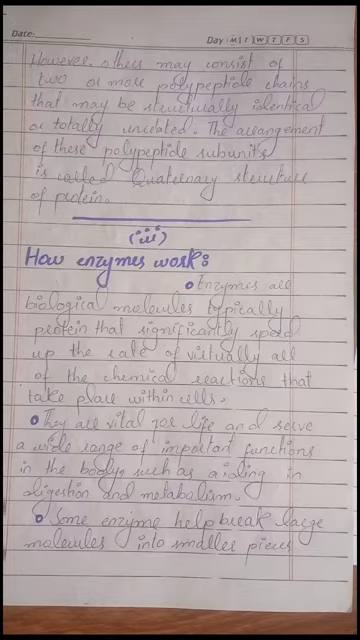 Date: Day: M T W T F S
However others may consist of
two or more polypeptide chains
that may be structurally identical
or totally unrelated. The arrangement
of these polypeptide subunits
is called Quaternary structure
of protein.
(iii)
How enzymes work:
Enzymes are
biological molecules typically
protein that significantly speed
up the rate of virtually all
of the chemical reactions that
take place within cells.
They are vital for life and serve
a wide range of important functions
in the body, such as aiding in
digestion and metabolism.
Some enzyme help break large
molecules into smaller pieces